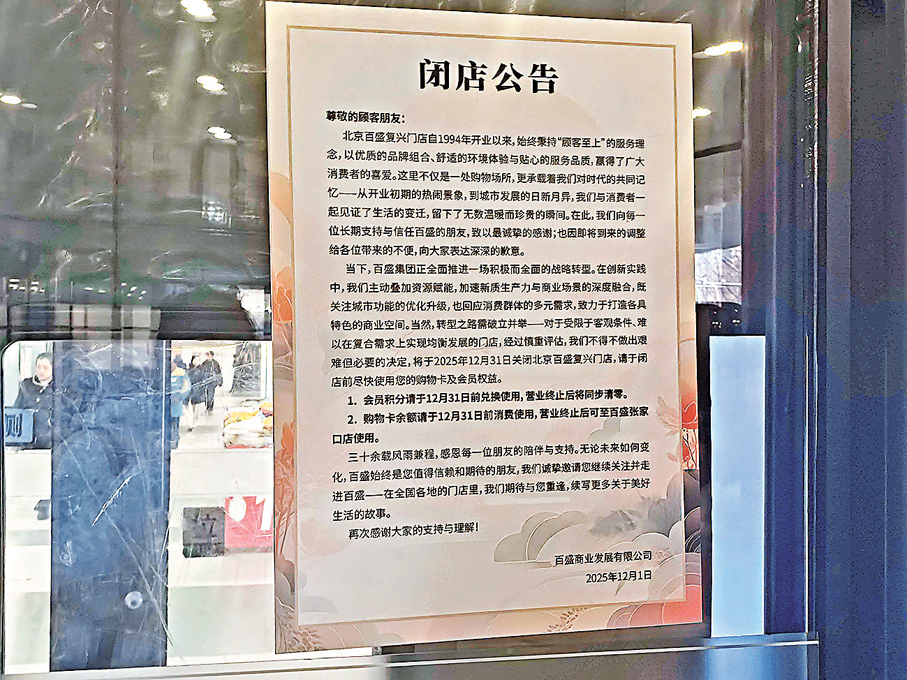 闭店公告
尊敬的顾客朋友：
北京百盛复兴门店自1994年开业以来，始终秉持“顾客至上”的服务理
念，以优质的品牌组合、舒适的环境体验与贴心的服务品质，赢得了广大
消费者的喜爱。这里不仅是一处购物场所，更承载着我们对时代的共同记
忆——从开业初期的热闹景象，到城市发展的日新月异，我们与消费者一
起见证了生活的变迁，留下了无数温暖而珍贵的瞬间。在此，我们向每一
位长期支持与信任百盛的朋友，致以最诚挚的感谢；也因即将到来的调整
给各位带来的不便，向大家表达深深的歉意。
当下，百盛集团正全面推进一场积极而全面的战略转型。在创新实践
中，我们主动叠加资源赋能，加速新质生产力与商业场景的深度融合，既
关注城市功能的优化升级，也回应消费群体的多元需求，致力于打造各具
特色的商业空间。当然，转型之路需破立并举——对于受限于客观条件、难
以在复合需求上实现均衡发展的门店，经过慎重评估，我们不得不做出艰
难但必要的决定，将于2025年12月31日关闭北京百盛复兴门店，请于闭
店前尽快使用您的购物卡及会员权益。
1. 会员积分请于12月31日前兑换使用，营业终止后将同步清零。
2. 购物卡余额请于12月31日前消费使用，营业终止后可至百盛张家
口店使用。
三十余载风雨兼程，感恩每一位朋友的陪伴与支持。无论未来如何变
化，百盛始终是您值得信赖和期待的朋友，我们诚挚邀请您继续关注并走
进百盛——在全国各地的门店里，我们期待与您重逢，续写更多关于美好
生活的故事。
再次感谢大家的支持与理解！
百盛商业发展有限公司
2025年12月1日